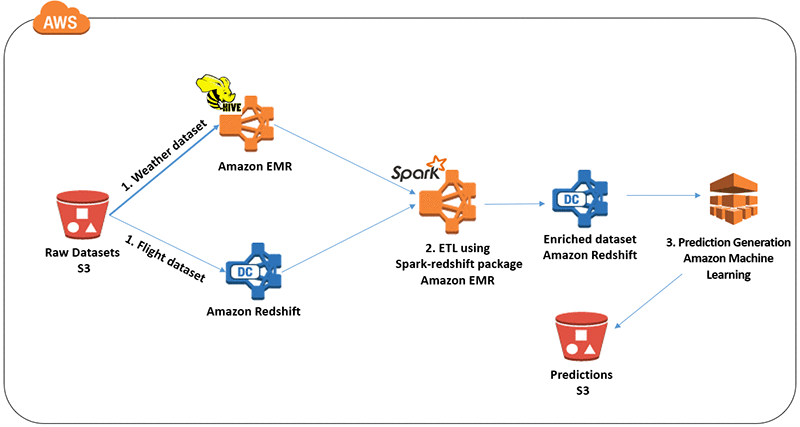 AWS
HIVE
Amazon EMR
1. Weather dataset
Raw Datasets
S3
1. Flight dataset
DC
Amazon Redshift
Spark
2. ETL using
Spark-redshift package
Amazon EMR
DC
Enriched dataset
Amazon Redshift
3. Prediction Generation
Amazon Machine
Learning
Predictions
S3